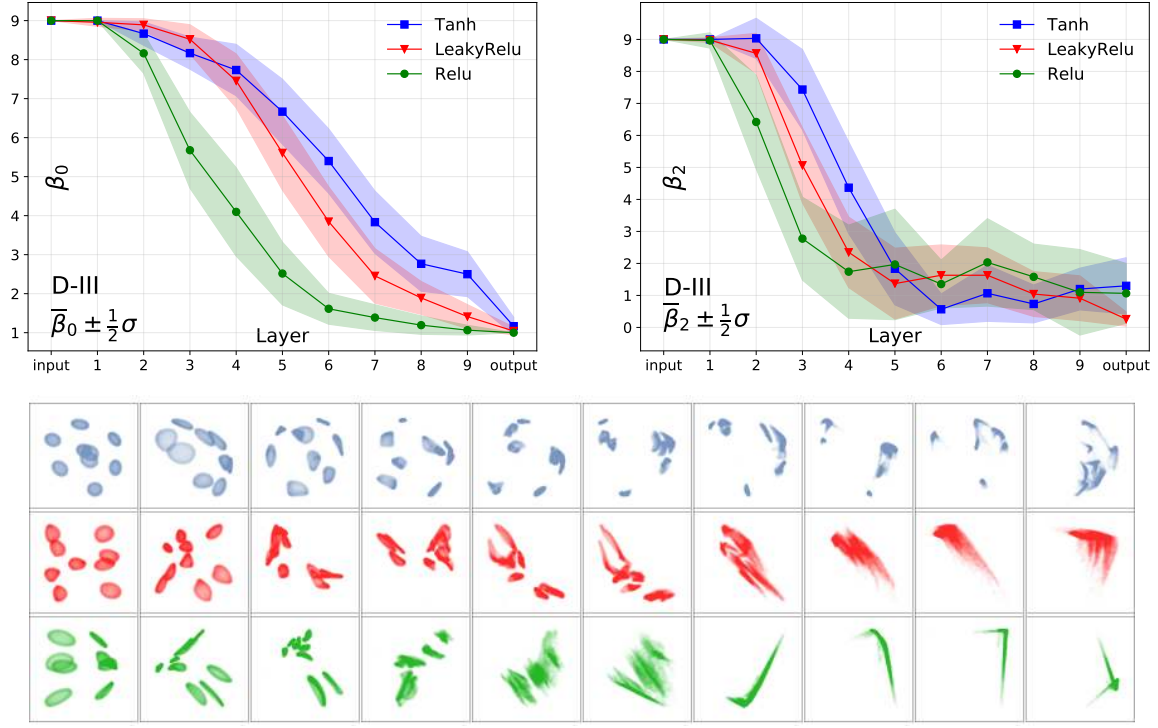 9
8
7
6
5
4
3
2
1
β₀
Tanh
LeakyRelu
Relu
D-III
β̅₀ ± ½σ
Layer
input 1 2 3 4 5 6 7 8 9 output
9
8
7
6
5
4
3
2
1
0
β₂
Tanh
LeakyRelu
Relu
D-III
β̅₂ ± ½σ
Layer
input 1 2 3 4 5 6 7 8 9 output